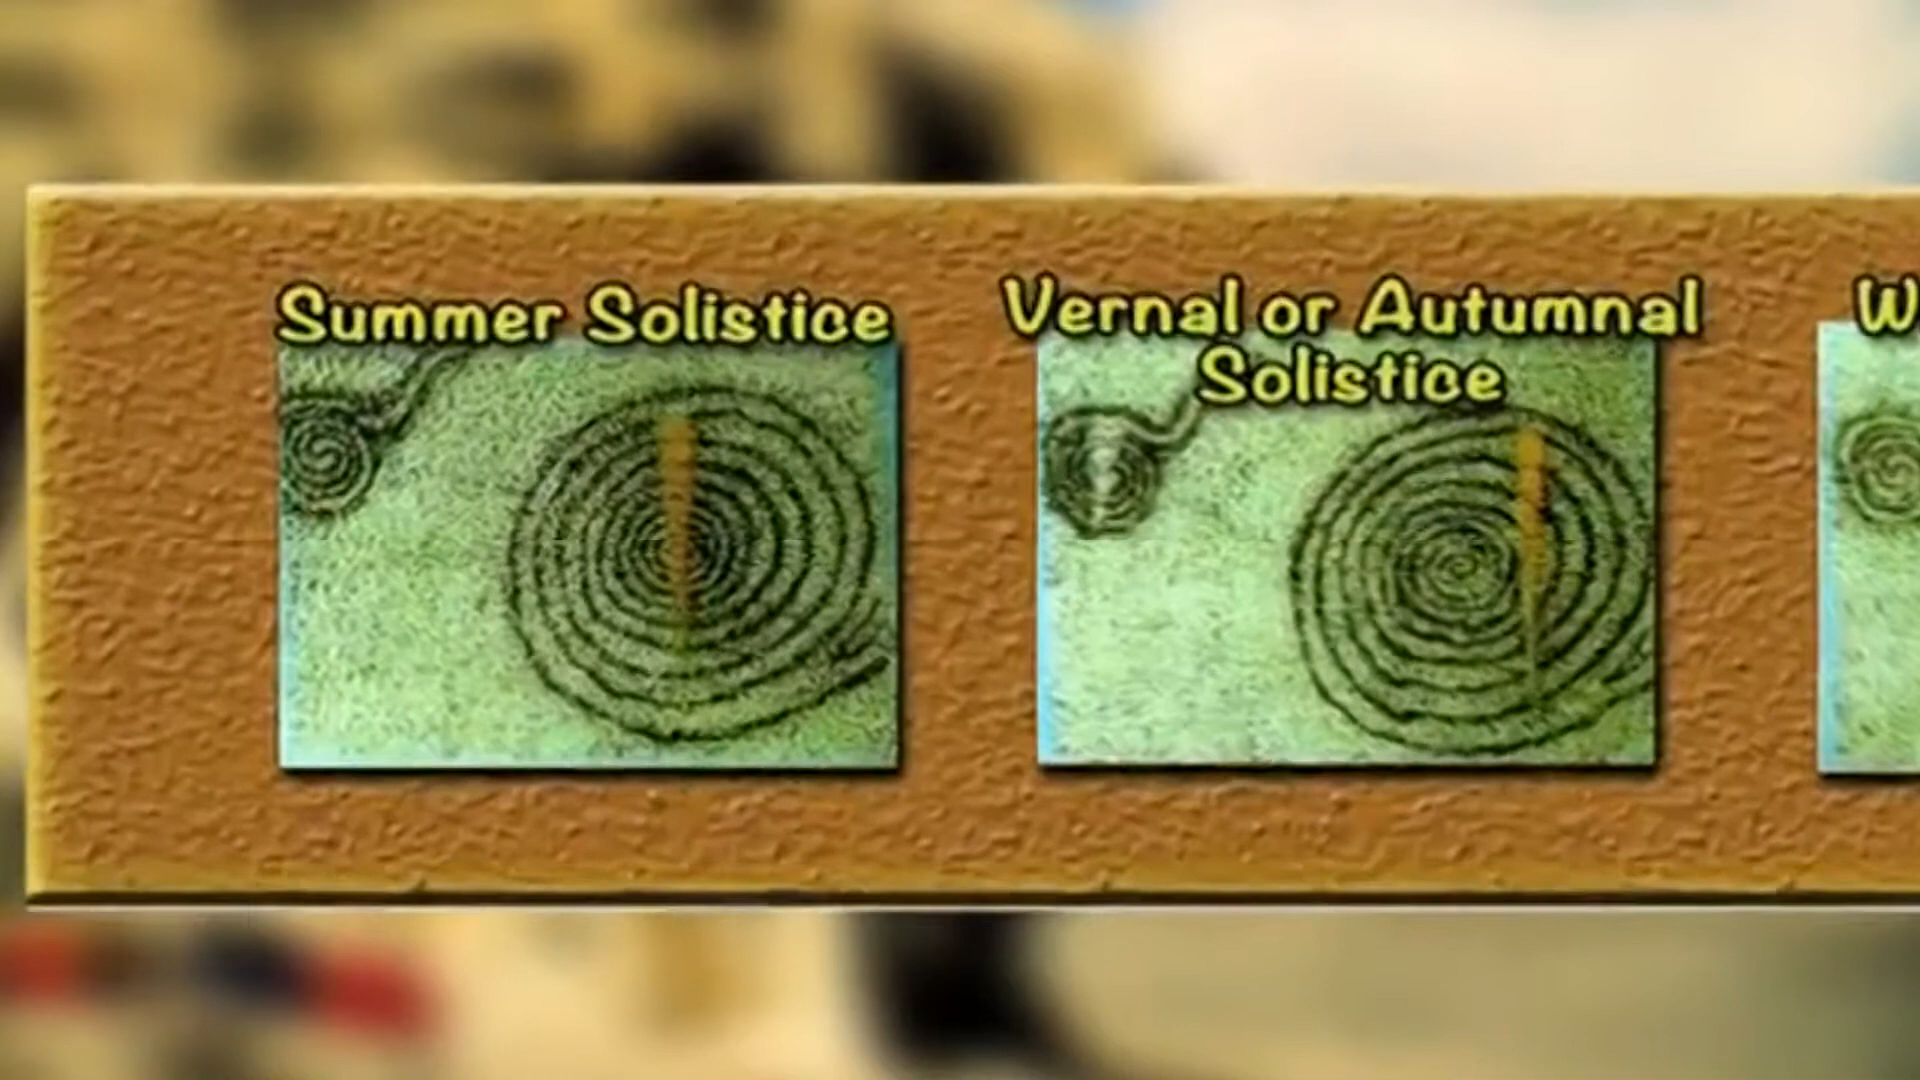 Summer Solistice
Vernal or Autumnal
Solistice
W